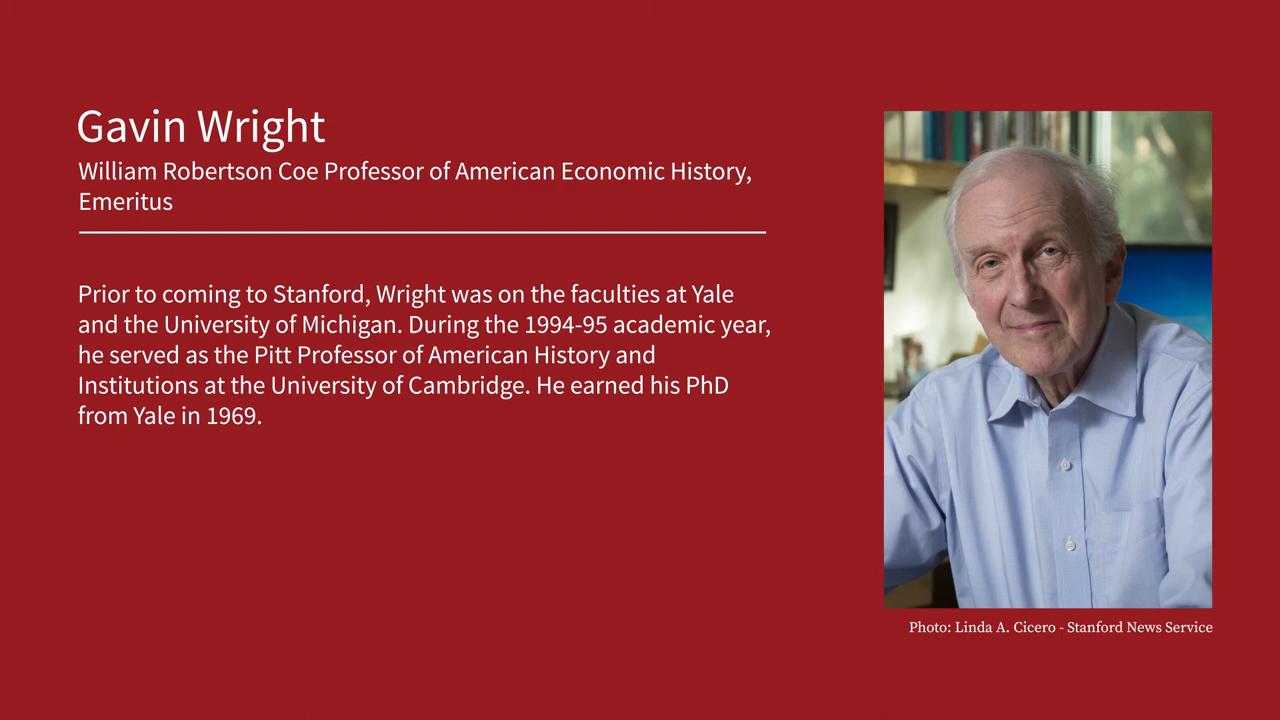 Gavin Wright
William Robertson Coe Professor of American Economic History,
Emeritus
Prior to coming to Stanford, Wright was on the faculties at Yale
and the University of Michigan. During the 1994-95 academic year,
he served as the Pitt Professor of American History and
Institutions at the University of Cambridge. He earned his PhD
from Yale in 1969.
Photo: Linda A. Cicero - Stanford News Service